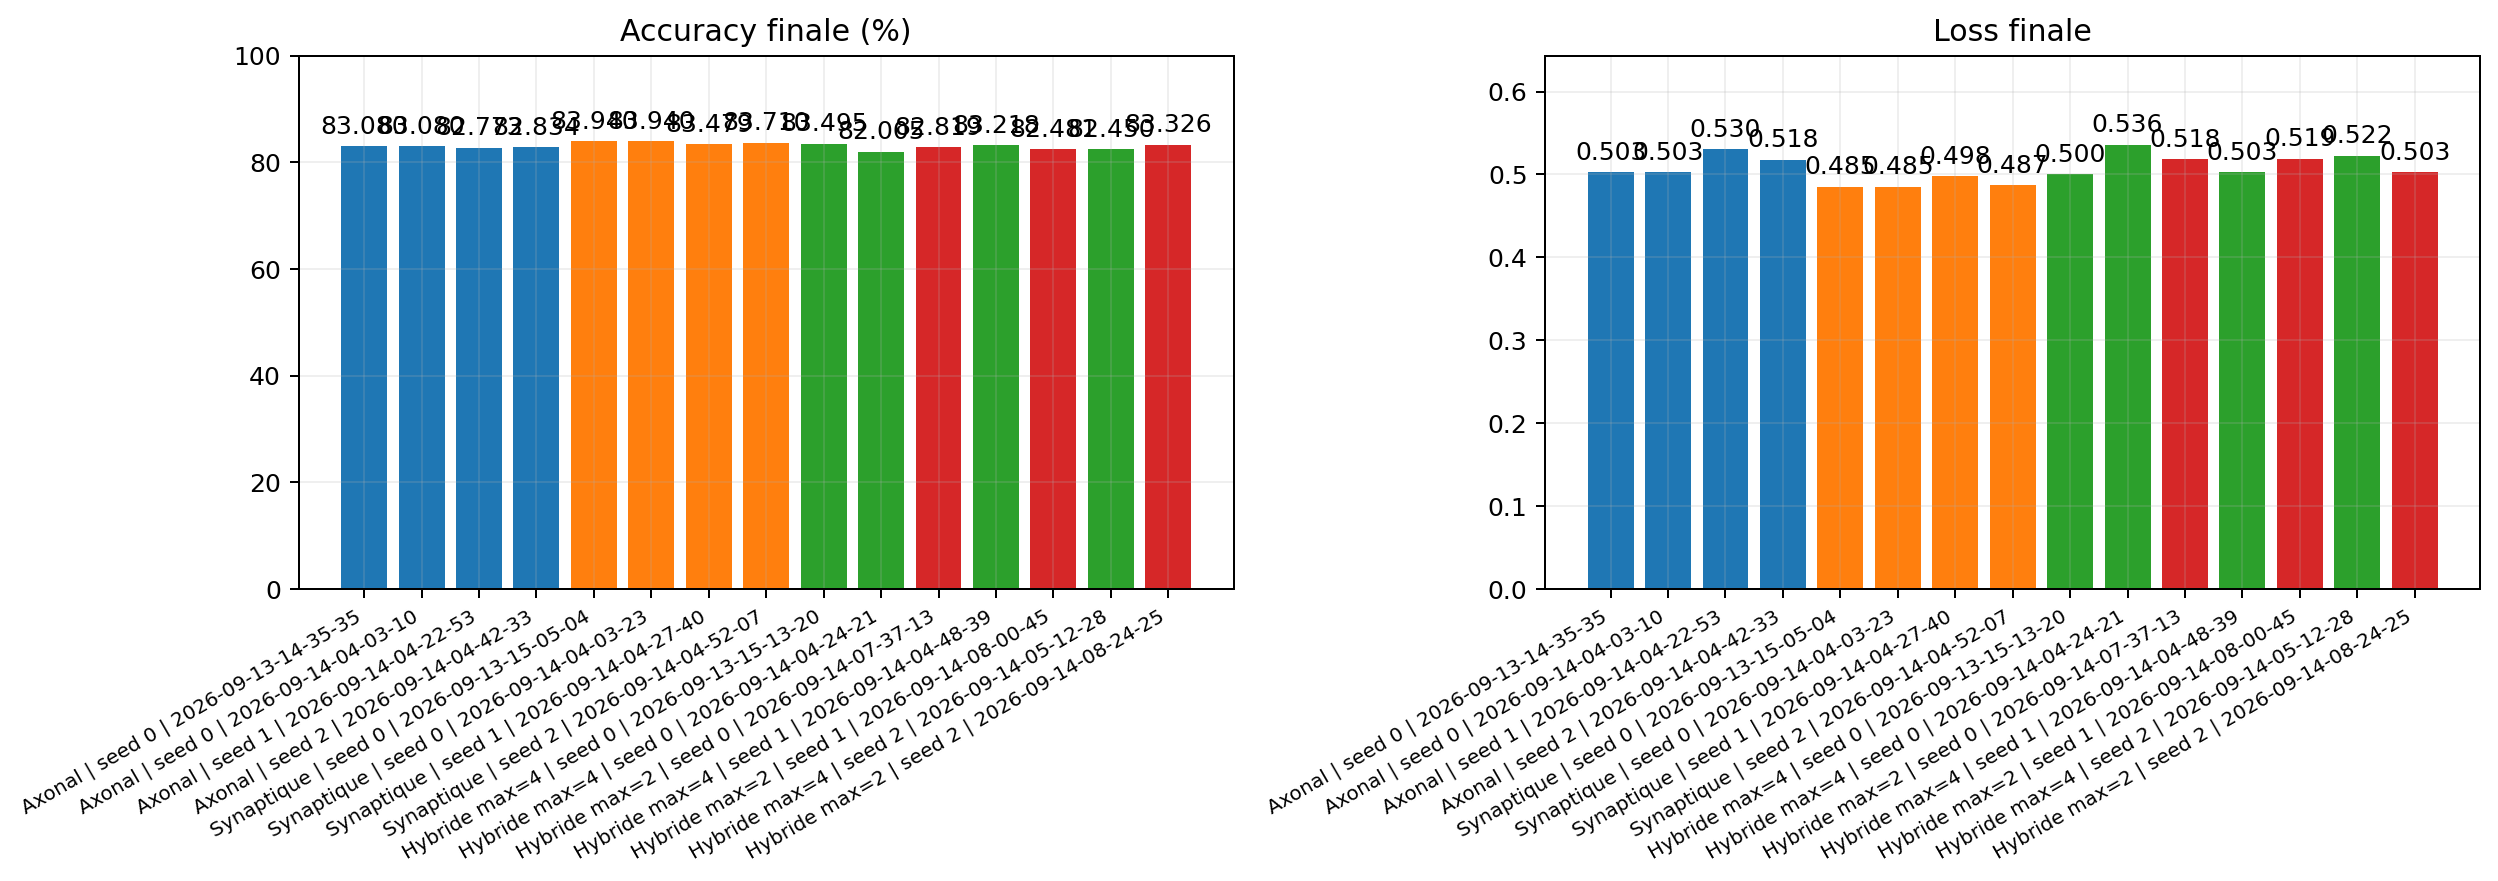 Accuracy finale (%)
100
80
60
40
20
0
83.080
83.080
82.773
82.834
83.940
83.940
83.479
83.710
83.495
82.005
82.819
83.218
82.481
82.450
83.326
Axonal | seed 0 | 2026-09-13-14-35-35
Axonal | seed 0 | 2026-09-14-04-03-10
Axonal | seed 1 | 2026-09-14-04-22-53
Axonal | seed 2 | 2026-09-14-04-42-33
Synaptique | seed 0 | 2026-09-13-15-05-04
Synaptique | seed 0 | 2026-09-14-04-03-23
Synaptique | seed 1 | 2026-09-14-04-27-40
Synaptique | seed 2 | 2026-09-14-04-52-07
Hybride max=4 | seed 0 | 2026-09-13-15-13-20
Hybride max=4 | seed 0 | 2026-09-14-04-24-21
Hybride max=2 | seed 0 | 2026-09-14-07-37-13
Hybride max=4 | seed 1 | 2026-09-14-04-48-39
Hybride max=2 | seed 1 | 2026-09-14-08-00-45
Hybride max=4 | seed 2 | 2026-09-14-05-12-28
Hybride max=2 | seed 2 | 2026-09-14-08-24-25
Loss finale
0.6
0.5
0.4
0.3
0.2
0.1
0.0
0.503
0.503
0.530
0.518
0.485
0.485
0.498
0.487
0.500
0.536
0.518
0.503
0.519
0.522
0.503
Axonal | seed 0 | 2026-09-13-14-35-35
Axonal | seed 0 | 2026-09-14-04-03-10
Axonal | seed 1 | 2026-09-14-04-22-53
Axonal | seed 2 | 2026-09-14-04-42-33
Synaptique | seed 0 | 2026-09-13-15-05-04
Synaptique | seed 0 | 2026-09-14-04-03-23
Synaptique | seed 1 | 2026-09-14-04-27-40
Synaptique | seed 2 | 2026-09-14-04-52-07
Hybride max=4 | seed 0 | 2026-09-13-15-13-20
Hybride max=4 | seed 0 | 2026-09-14-04-24-21
Hybride max=2 | seed 0 | 2026-09-14-07-37-13
Hybride max=4 | seed 1 | 2026-09-14-04-48-39
Hybride max=2 | seed 1 | 2026-09-14-08-00-45
Hybride max=4 | seed 2 | 2026-09-14-05-12-28
Hybride max=2 | seed 2 | 2026-09-14-08-24-25